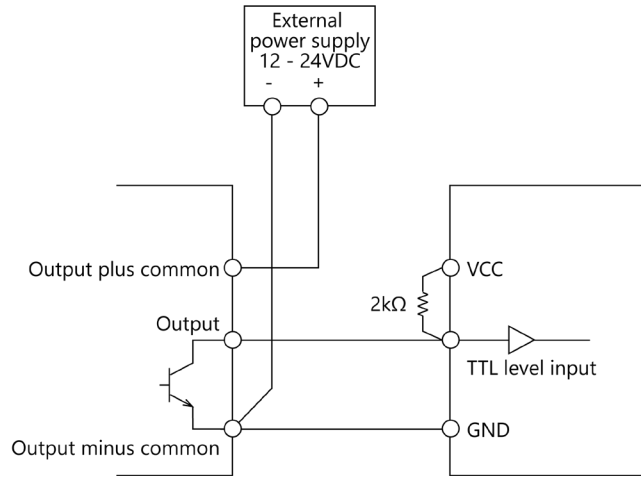 External
power supply
12 - 24VDC
- +
Output plus common
VCC
2kΩ
Output
TTL level input
Output minus common
GND